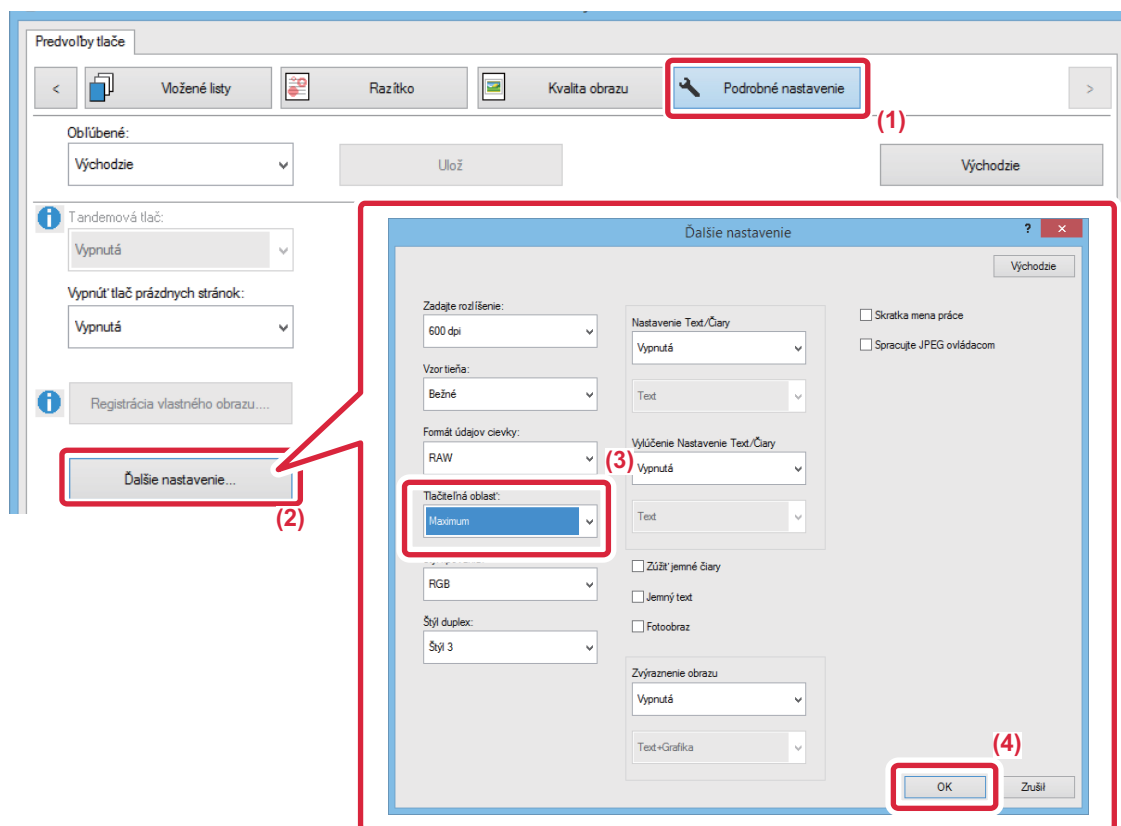 Predvoľby tlače
<
Vložené listy
Razítko
Kvalita obrazu
Podrobné nastavenie
>
(1)
Obľúbené:
Východzie
Ulož
Východzie
Tandemová tlač:
Vypnutá
Vypnúť tlač prázdnych stránok:
Vypnutá
Registrácia vlastného obrazu....
Ďalšie nastavenie...
(2)
Ďalšie nastavenie
?
×
Východzie
Zadajte rozlíšenie:
600 dpi
Vzor tieňa:
Bežné
Formát údajov cievky:
RAW
(3)
Tlačiteľná oblasť:
Maximum
RGB
Štýl duplex:
Štýl 3
Nastavenie Text/Čiary
Vypnutá
Text
Vylúčenie Nastavenie Text/Čiary
Vypnutá
Text
Zúžiť jemné čiary
Jemný text
Fotoobraz
Zvýraznenie obrazu
Vypnutá
Text+Grafika
Skratka mena práce
Spracujte JPEG ovládacom
(4)
OK
Zrušiť